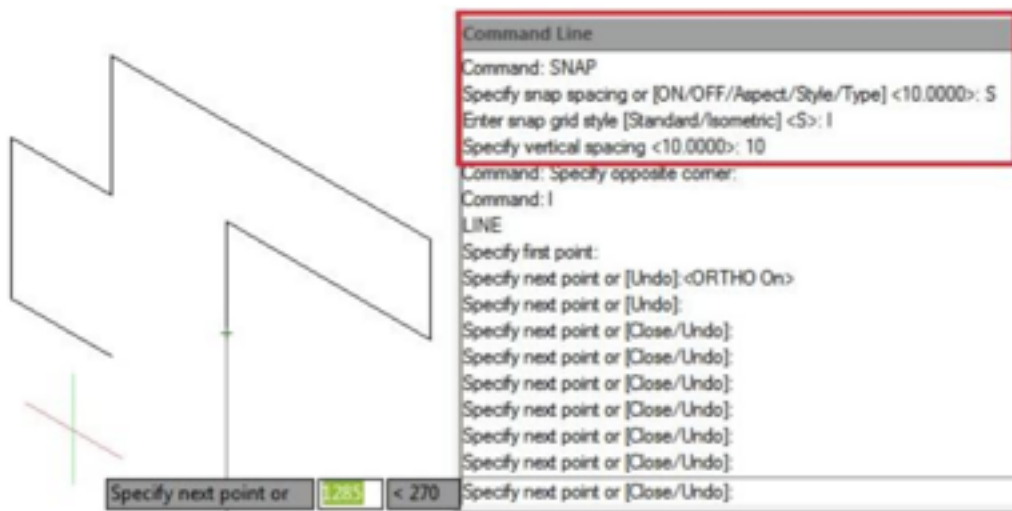 Command Line
Command: SNAP
Specify snap spacing or [ON/OFF/Aspect/Style/Type] <10.0000>: S
Enter snap grid style [Standard/Isometric] <S>: I
Specify vertical spacing <10.0000>: 10
Command: Specify opposite corner:
Command: l
LINE
Specify first point:
Specify next point or [Undo]:<ORTHO On>
Specify next point or [Undo]:
Specify next point or [Close/Undo]:
Specify next point or [Close/Undo]:
Specify next point or [Close/Undo]:
Specify next point or [Close/Undo]:
Specify next point or [Close/Undo]:
Specify next point or [Close/Undo]:
Specify next point or 1285 < 270
Specify next point or [Close/Undo]: